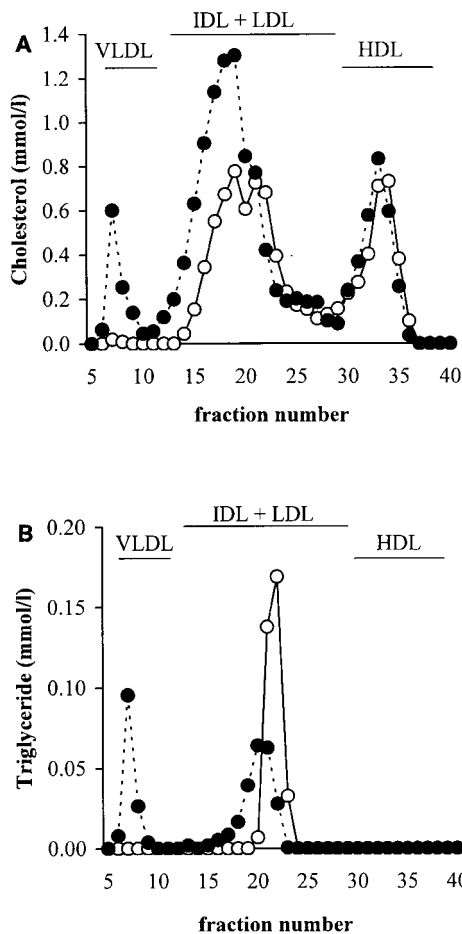 A
IDL + LDL
VLDL
HDL
Cholesterol (mmol/l)
1.4
1.2
1.0
0.8
0.6
0.4
0.2
0.0
5 10 15 20 25 30 35 40
fraction number
B
IDL + LDL
VLDL
HDL
Triglyceride (mmol/l)
0.20
0.15
0.10
0.05
0.00
5 10 15 20 25 30 35 40
fraction number